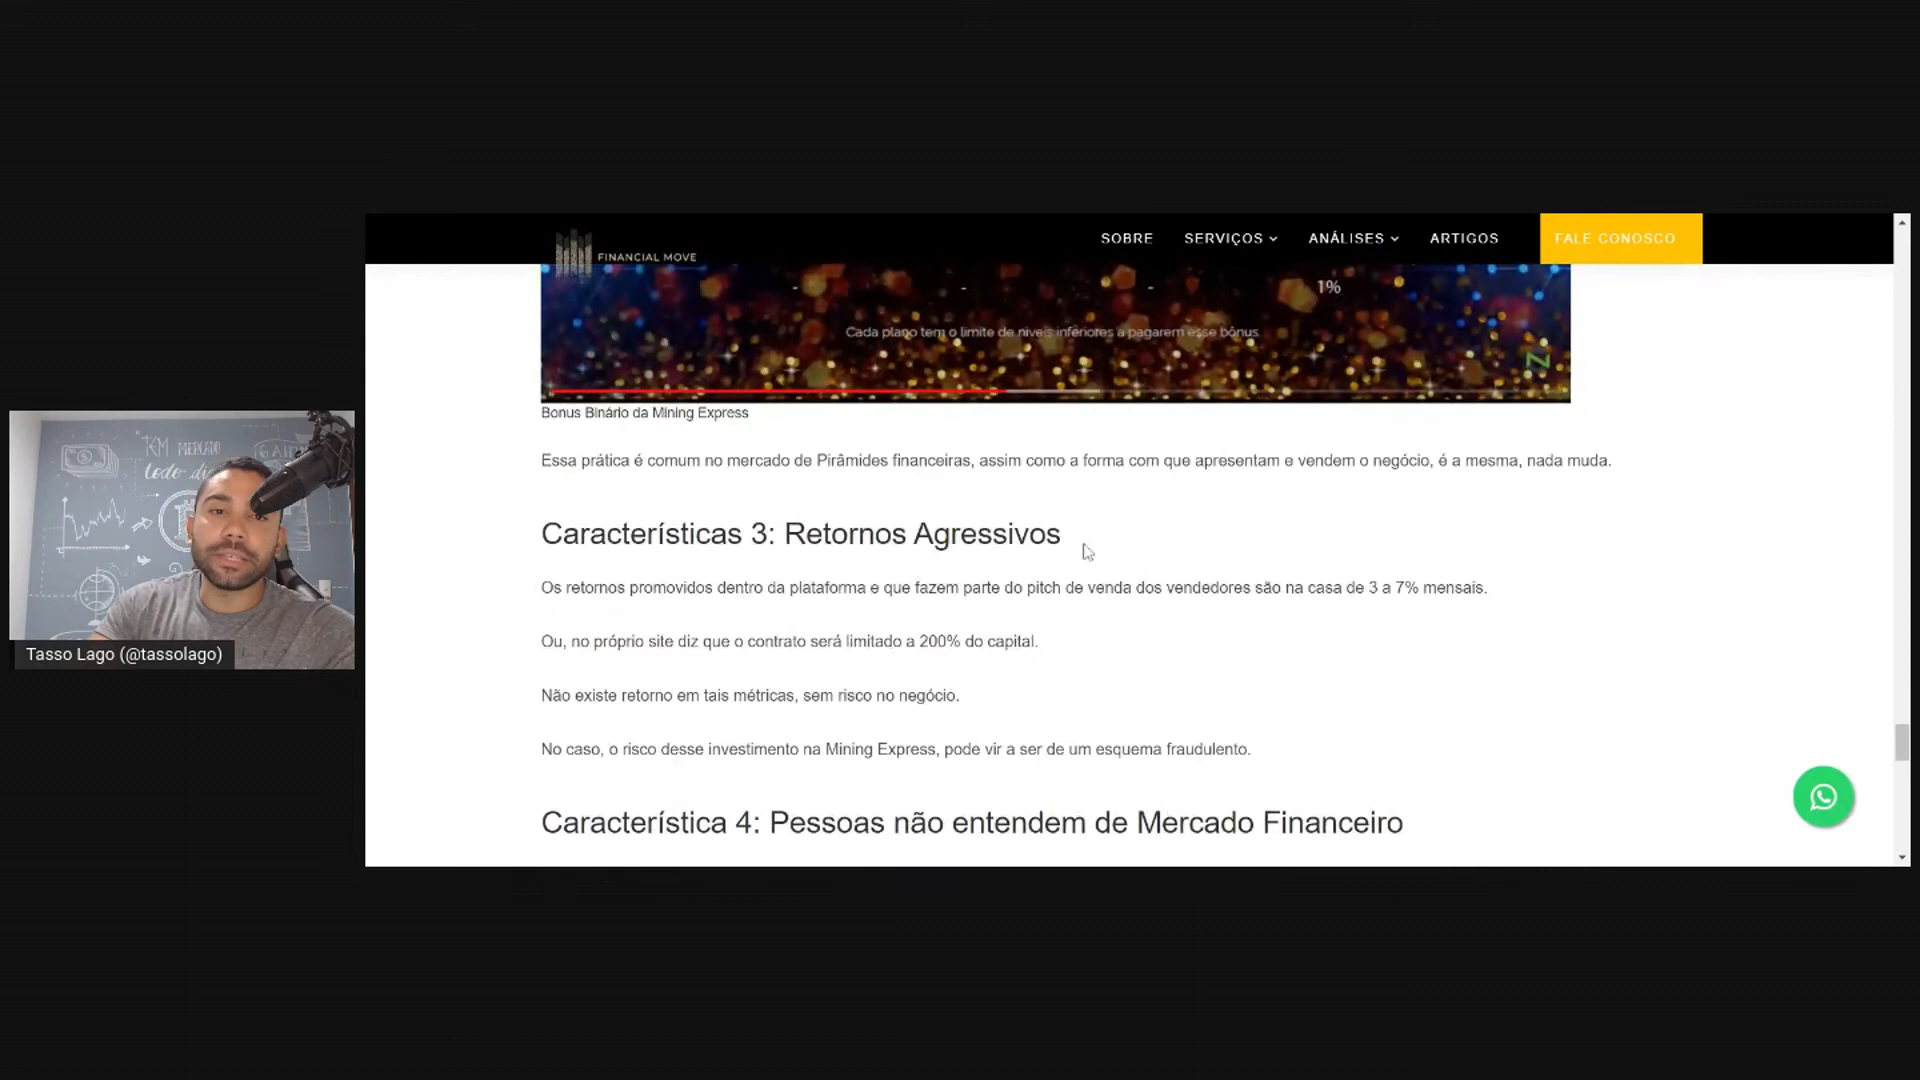 SOBRE SERVIÇOS ANÁLISES ARTIGOS FALE CONOSCO
FINANCIAL MOVE
- - - 1%
Cada plano tem o limite de níveis inferiores a pagarem esse bônus.
Bonus Binário da Mining Express
Essa prática é comum no mercado de Pirâmides financeiras, assim como a forma com que apresentam e vendem o negócio, é a mesma, nada muda.
Características 3: Retornos Agressivos
Os retornos promovidos dentro da plataforma e que fazem parte do pitch de venda dos vendedores são na casa de 3 a 7% mensais.
Ou, no próprio site diz que o contrato será limitado a 200% do capital.
Não existe retorno em tais métricas, sem risco no negócio.
No caso, o risco desse investimento na Mining Express, pode vir a ser de um esquema fraudulento.
Característica 4: Pessoas não entendem de Mercado Financeiro
TEM MERCADO
todo
Tasso Lago (@tassolago)